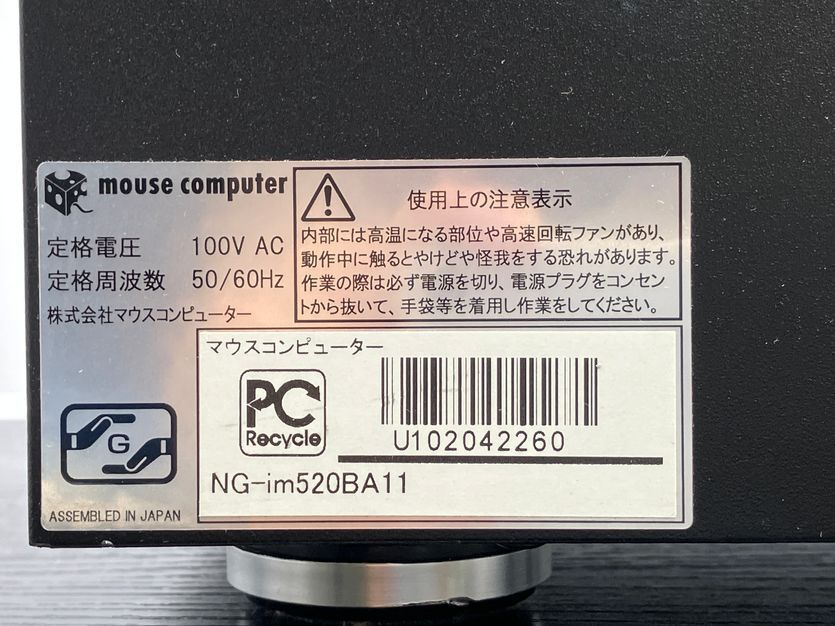 mouse computer
定格電圧 100V AC
定格周波数 50/60Hz
株式会社マウスコンピューター
使用上の注意表示
内部には高温になる部位や高速回転ファンがあり、
動作中に触るとやけどや怪我をする恐れがあります。
作業の際は必ず電源を切り、電源プラグをコンセン
トから抜いて、手袋等を着用し作業をしてください。
マウスコンピューター
PC
Recycle
U102042260
NG-im520BA11
G
ASSEMBLED IN JAPAN